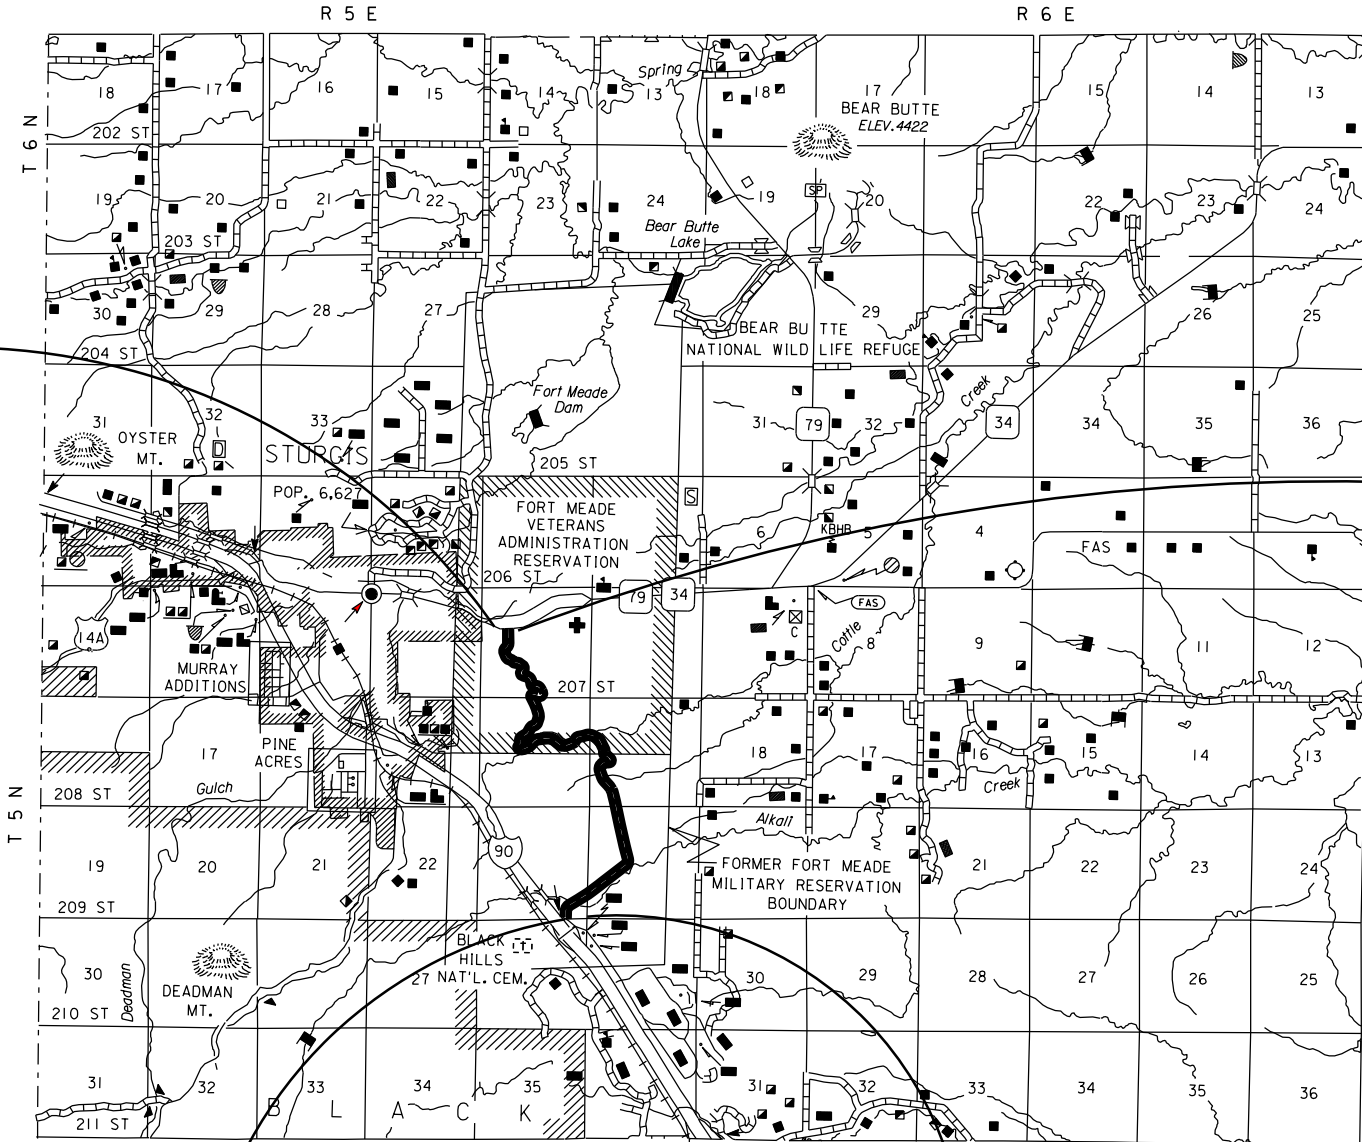 R 5 E
R 6 E
18
17
16
15
14
Spring
13
18
17
15
14
13
BEAR BUTTE
ELEV.4422
T 6 N
202 ST
19
20
21
22
23
24
19
SP
20
22
23
24
Bear Butte
Lake
203 ST
30
29
28
27
29
26
25
BEAR BUTTE
NATIONAL WILD LIFE REFUGE
204 ST
Fort Meade
Dam
Creek
31
32
33
31
79
32
34
34
35
36
OYSTER
MT.
D
STURGIS
205 ST
POP. 6,627
S
FORT MEADE
VETERANS
ADMINISTRATION
RESERVATION
6
KBHB
5
4
FAS
206 ST
79
34
FAS
C
Cottle
8
9
11
12
14A
MURRAY
ADDITIONS
207 ST
PINE
ACRES
17
18
17
16
15
14
13
Gulch
Creek
208 ST
T 5 N
Alkali
90
19
20
21
22
FORMER FORT MEADE
MILITARY RESERVATION
BOUNDARY
21
22
23
24
209 ST
BLACK
HILLS
27 NAT'L. CEM.
30
Deadman
DEADMAN
MT.
30
29
28
27
26
25
210 ST
31
32
33
34
35
31
32
33
34
35
36
B L A C K
211 ST